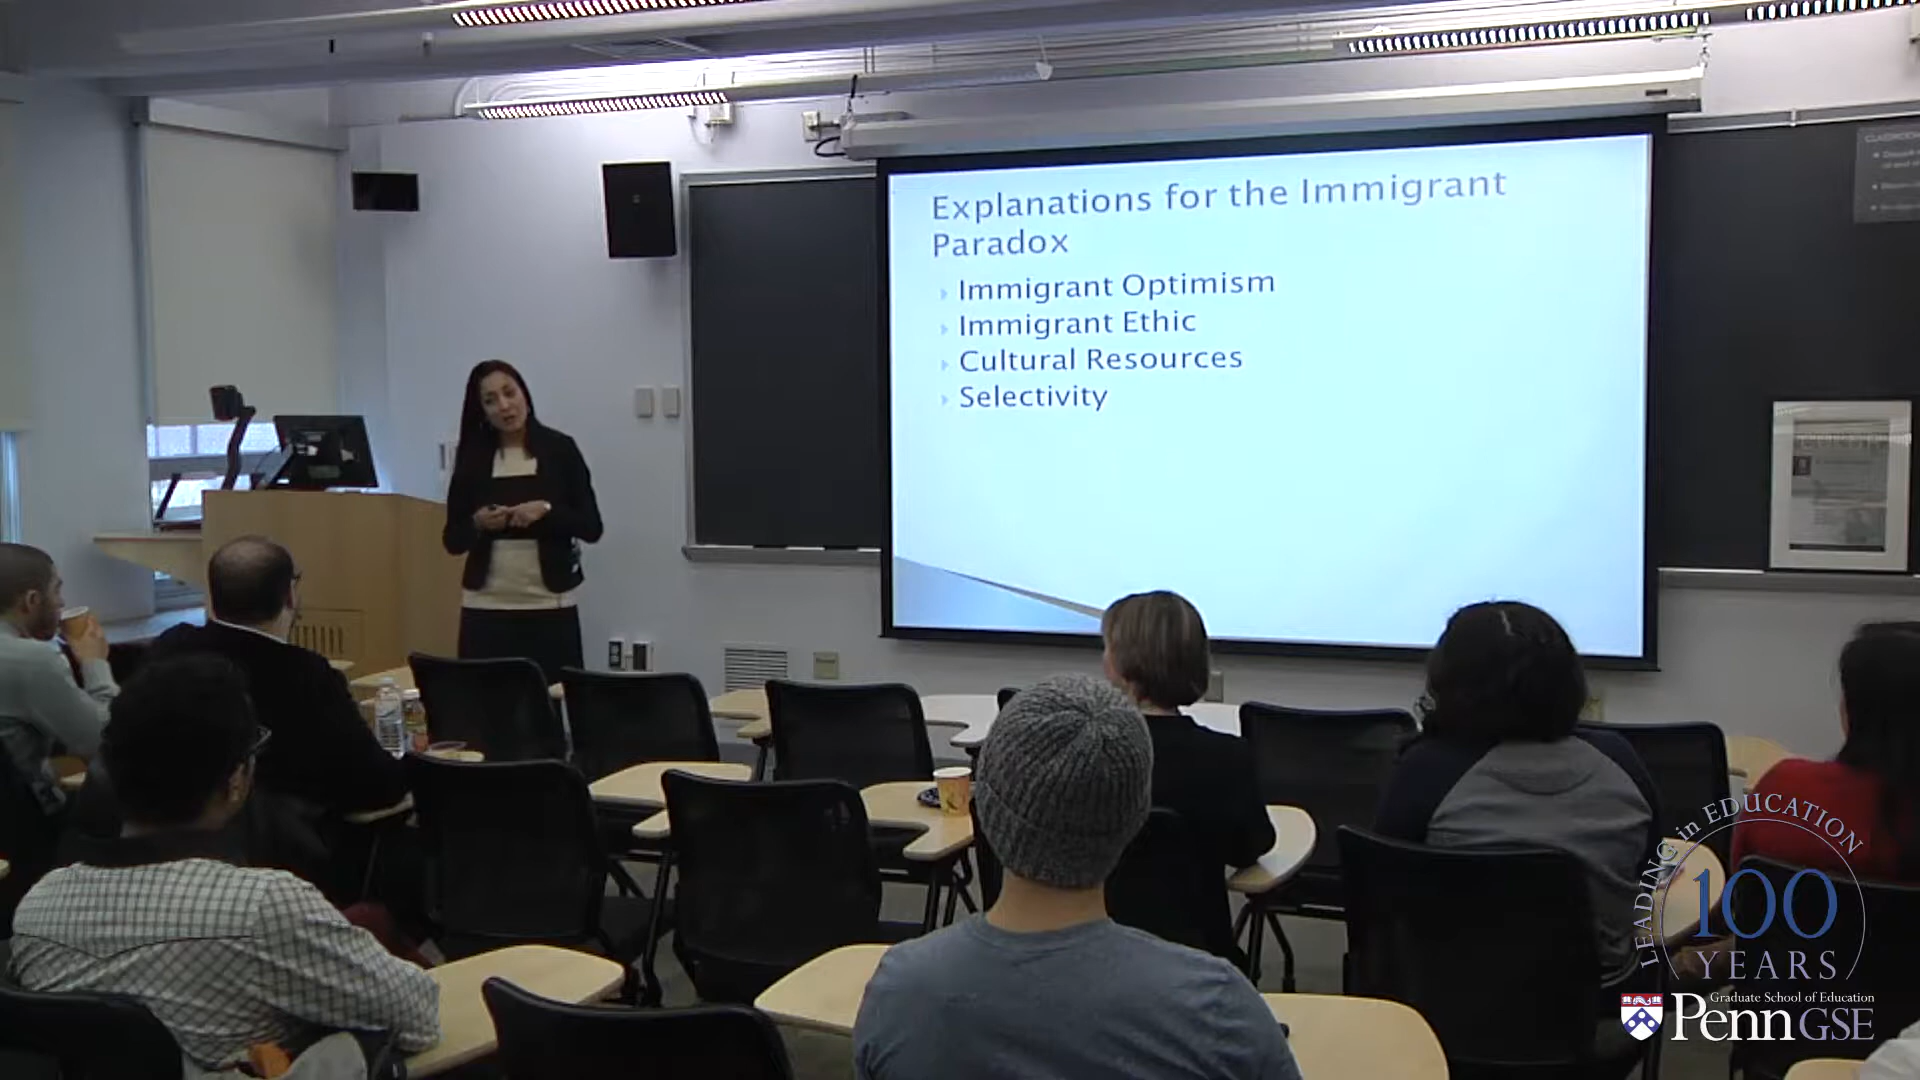 Explanations for the Immigrant
Paradox
Immigrant Optimism
Immigrant Ethic
Cultural Resources
Selectivity
LEADING in EDUCATION
100
YEARS
Graduate School of Education
Penn GSE